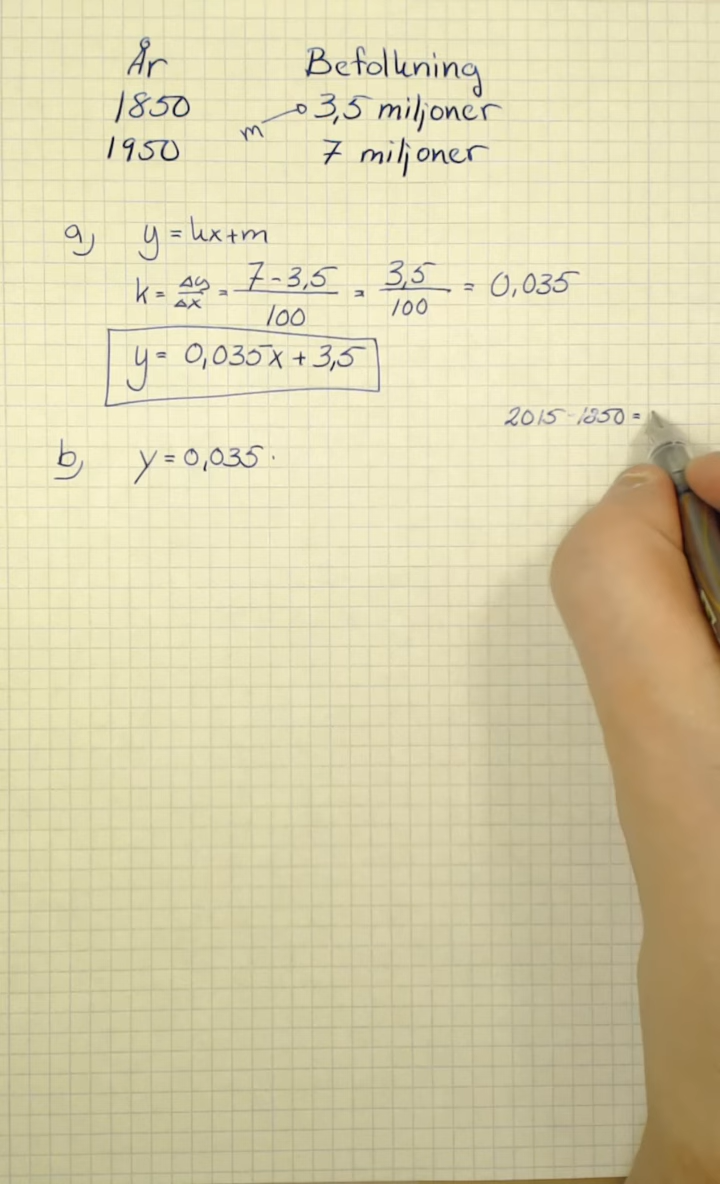 År Befolkning
1850 m 3,5 miljoner
1950 7 miljoner
a) y = kx+m
k = Δy/Δx = 7-3,5/100 = 3,5/100 = 0,035
y = 0,035x + 3,5
2015-1850 =
b) y = 0,035 ·